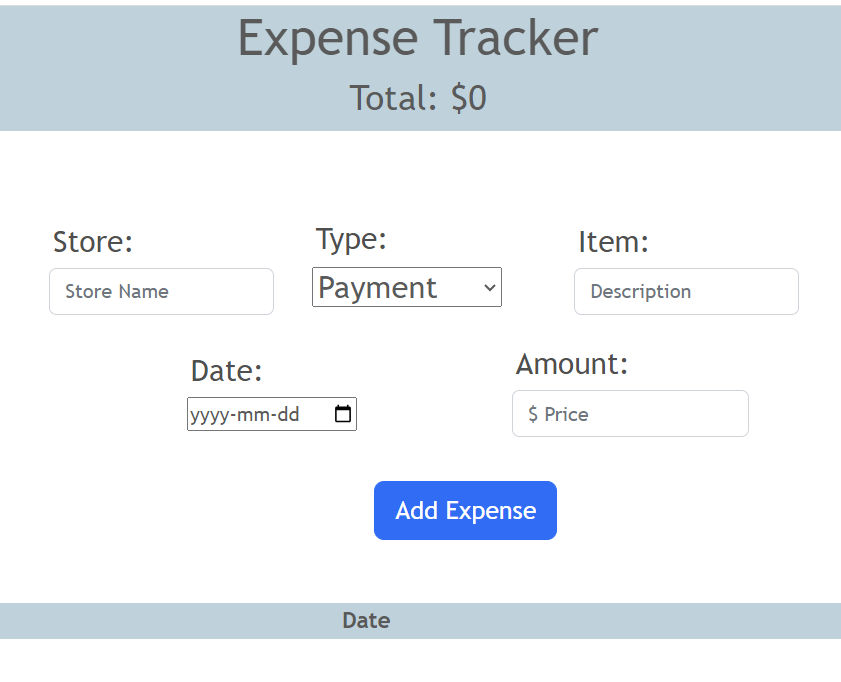 Expense Tracker
Total: $0
Store:
Type:
Item:
Store Name
Payment
Description
Date:
Amount:
yyyy-mm-dd
$ Price
Add Expense
Date